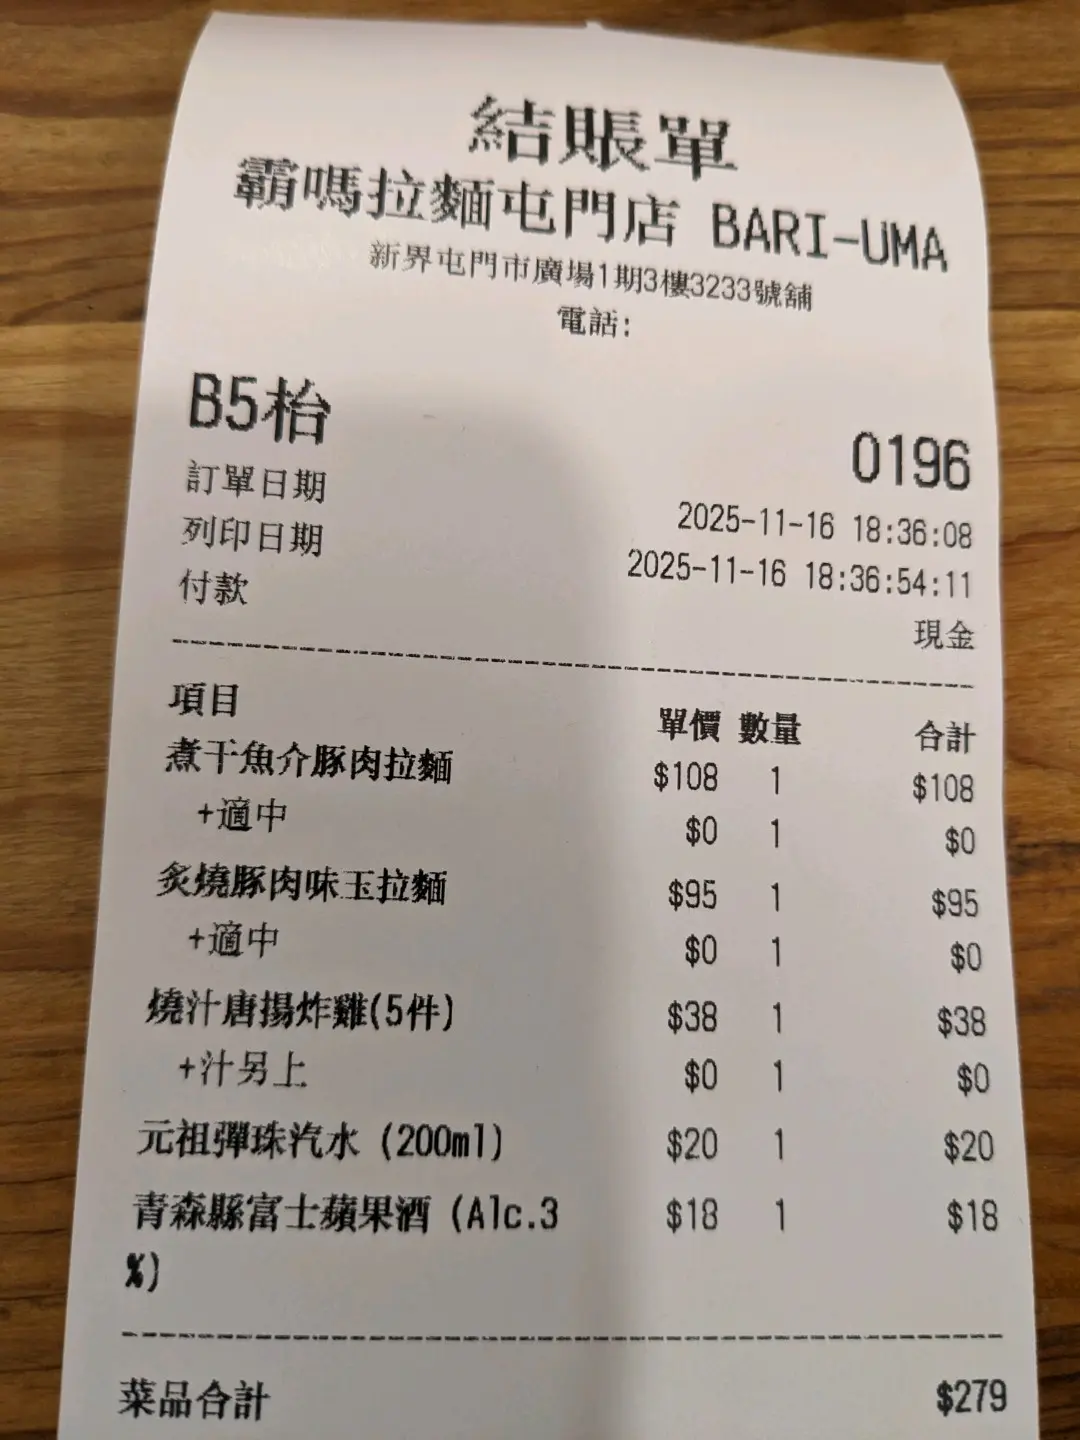 結賬單
霸嗎拉麵屯門店 BARI-UMA
新界屯門市廣場1期3樓3233號舖
電話:
B5枱 0196
訂單日期 2025-11-16 18:36:08
列印日期 2025-11-16 18:36:54:11
付款 現金
項目 單價 數量 合計
煮干魚介豚肉拉麵 $108 1 $108
+適中 $0 1 $0
炙燒豚肉味玉拉麵 $95 1 $95
+適中 $0 1 $0
燒汁唐揚炸雞(5件) $38 1 $38
+汁另上 $0 1 $0
元祖彈珠汽水 (200ml) $20 1 $20
青森縣富士蘋果酒 (Alc.3 $18 1 $18
%)
菜品合計 $279